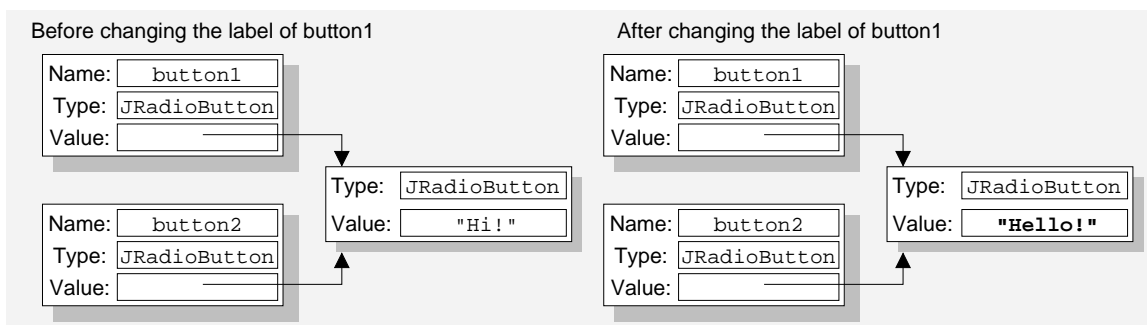 Before changing the label of button1
Name: button1
Type: JRadioButton
Value:
Type: JRadioButton
Value: "Hi!"
Name: button2
Type: JRadioButton
Value:
After changing the label of button1
Name: button1
Type: JRadioButton
Value:
Type: JRadioButton
Value: "Hello!"
Name: button2
Type: JRadioButton
Value: